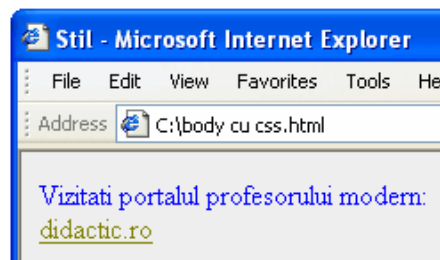 Stil - Microsoft Internet Explorer
File Edit View Favorites Tools He
Address C:\body cu css.html
Vizitati portalul profesorului modern:
didactic.ro